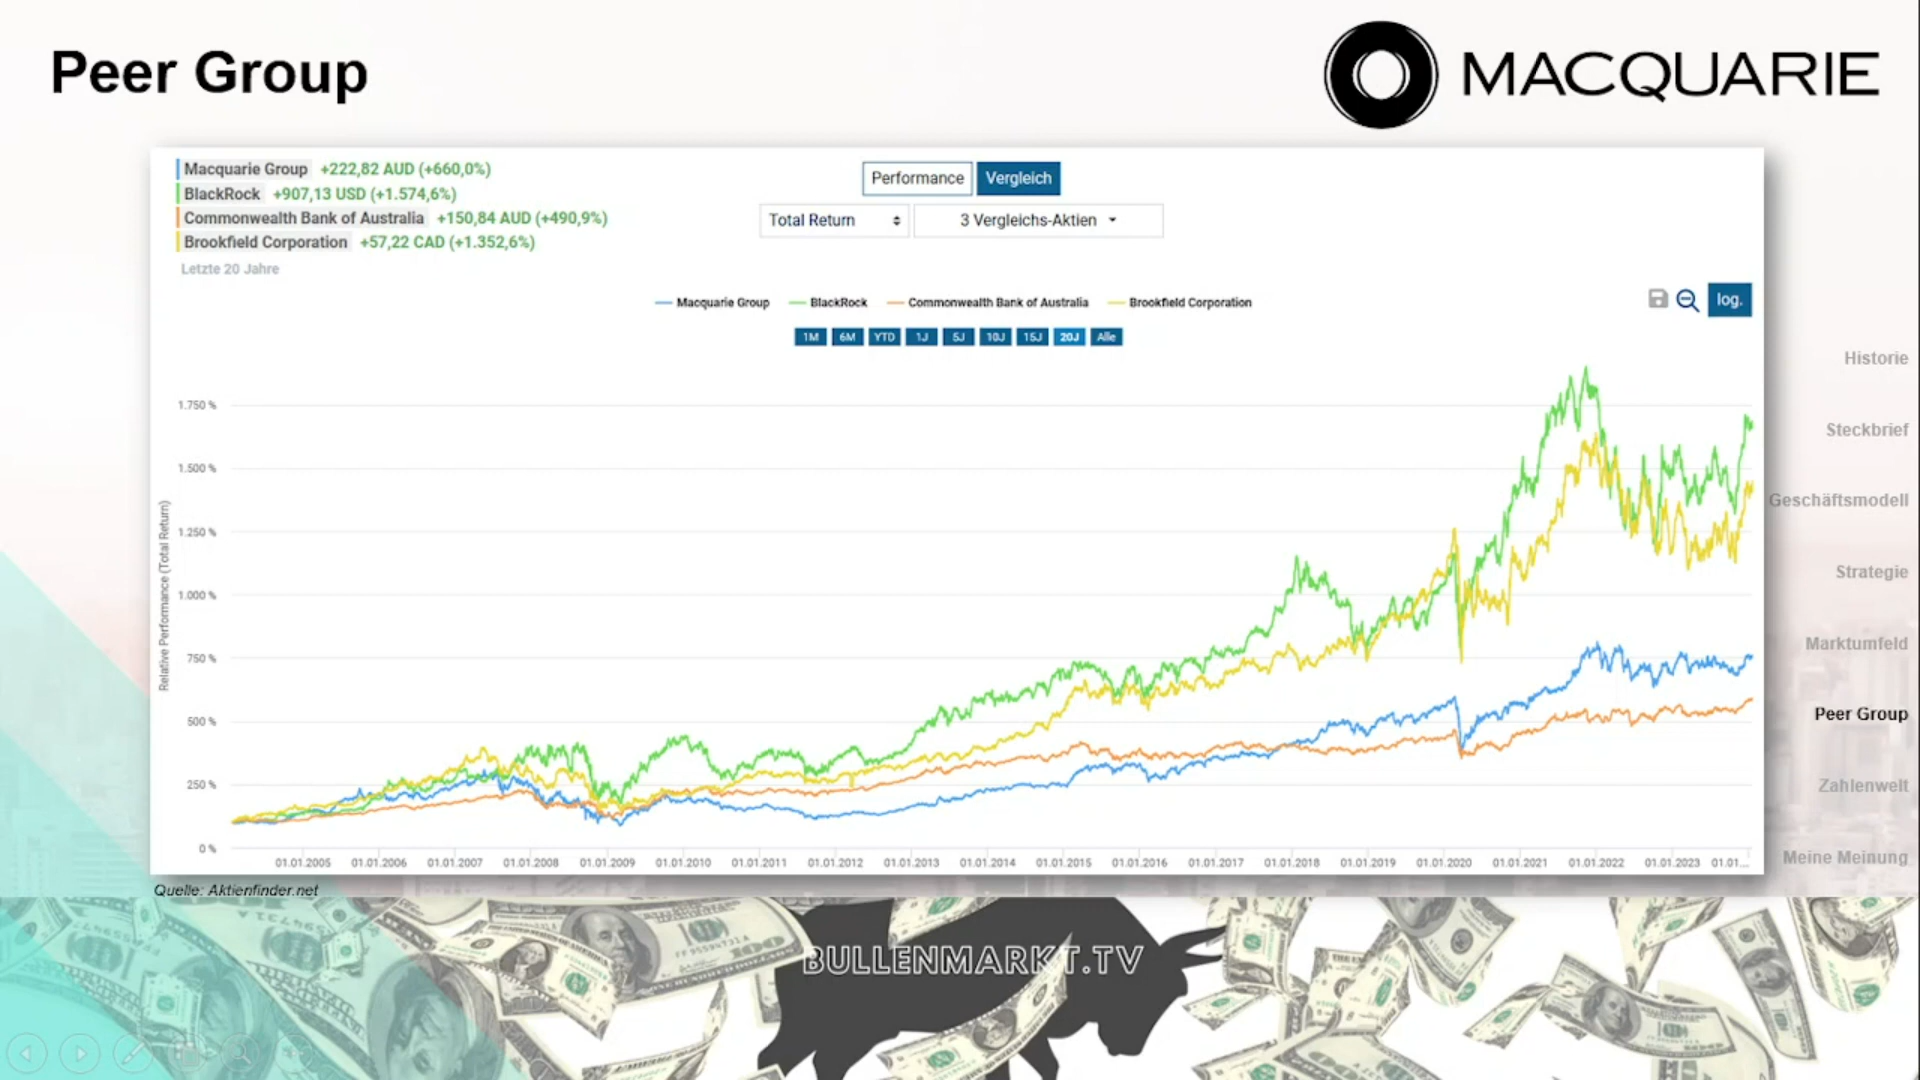 Peer Group
MACQUARIE
Macquarie Group +222,82 AUD (+660,0%)
BlackRock +907,13 USD (+1.574,6%)
Commonwealth Bank of Australia +150,84 AUD (+490,9%)
Brookfield Corporation +57,22 CAD (+1.352,6%)
Letzte 20 Jahre
Performance Vergleich
Total Return 3 Vergleichs-Aktien
Macquarie Group BlackRock Commonwealth Bank of Australia Brookfield Corporation
log.
1M 6M YTD 1J 5J 10J 15J 20J Alle
Relative Performance (Total Return)
1.750 %
1.500 %
1.250 %
1.000 %
750 %
500 %
250 %
0 %
01.01.2005 01.01.2006 01.01.2007 01.01.2008 01.01.2009 01.01.2010 01.01.2011 01.01.2012 01.01.2013 01.01.2014 01.01.2015 01.01.2016 01.01.2017 01.01.2018 01.01.2019 01.01.2020 01.01.2021 01.01.2022 01.01.2023 01.01....
Historie
Steckbrief
Geschäftsmodell
Strategie
Marktumfeld
Peer Group
Zahlenwelt
Meine Meinung
Quelle: Aktienfinder.net
BULLENMARKT.TV